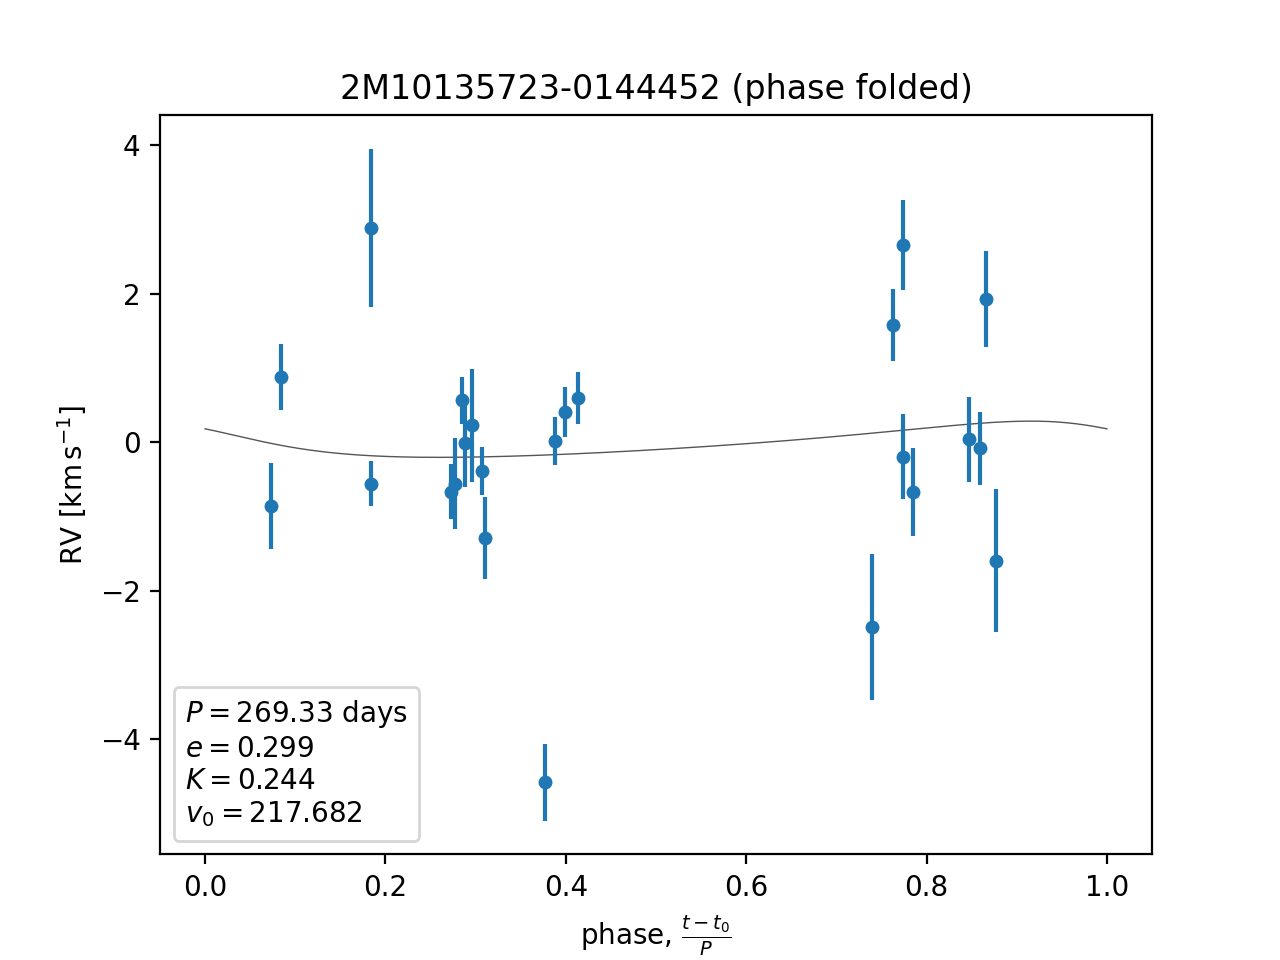 2M10135723-0144452 (phase folded)
RV [km s⁻¹]
4
2
0
−2
−4
P = 269.33 days
e = 0.299
K = 0.244
v₀ = 217.682
0.0 0.2 0.4 0.6 0.8 1.0
phase, (t − t₀)/P